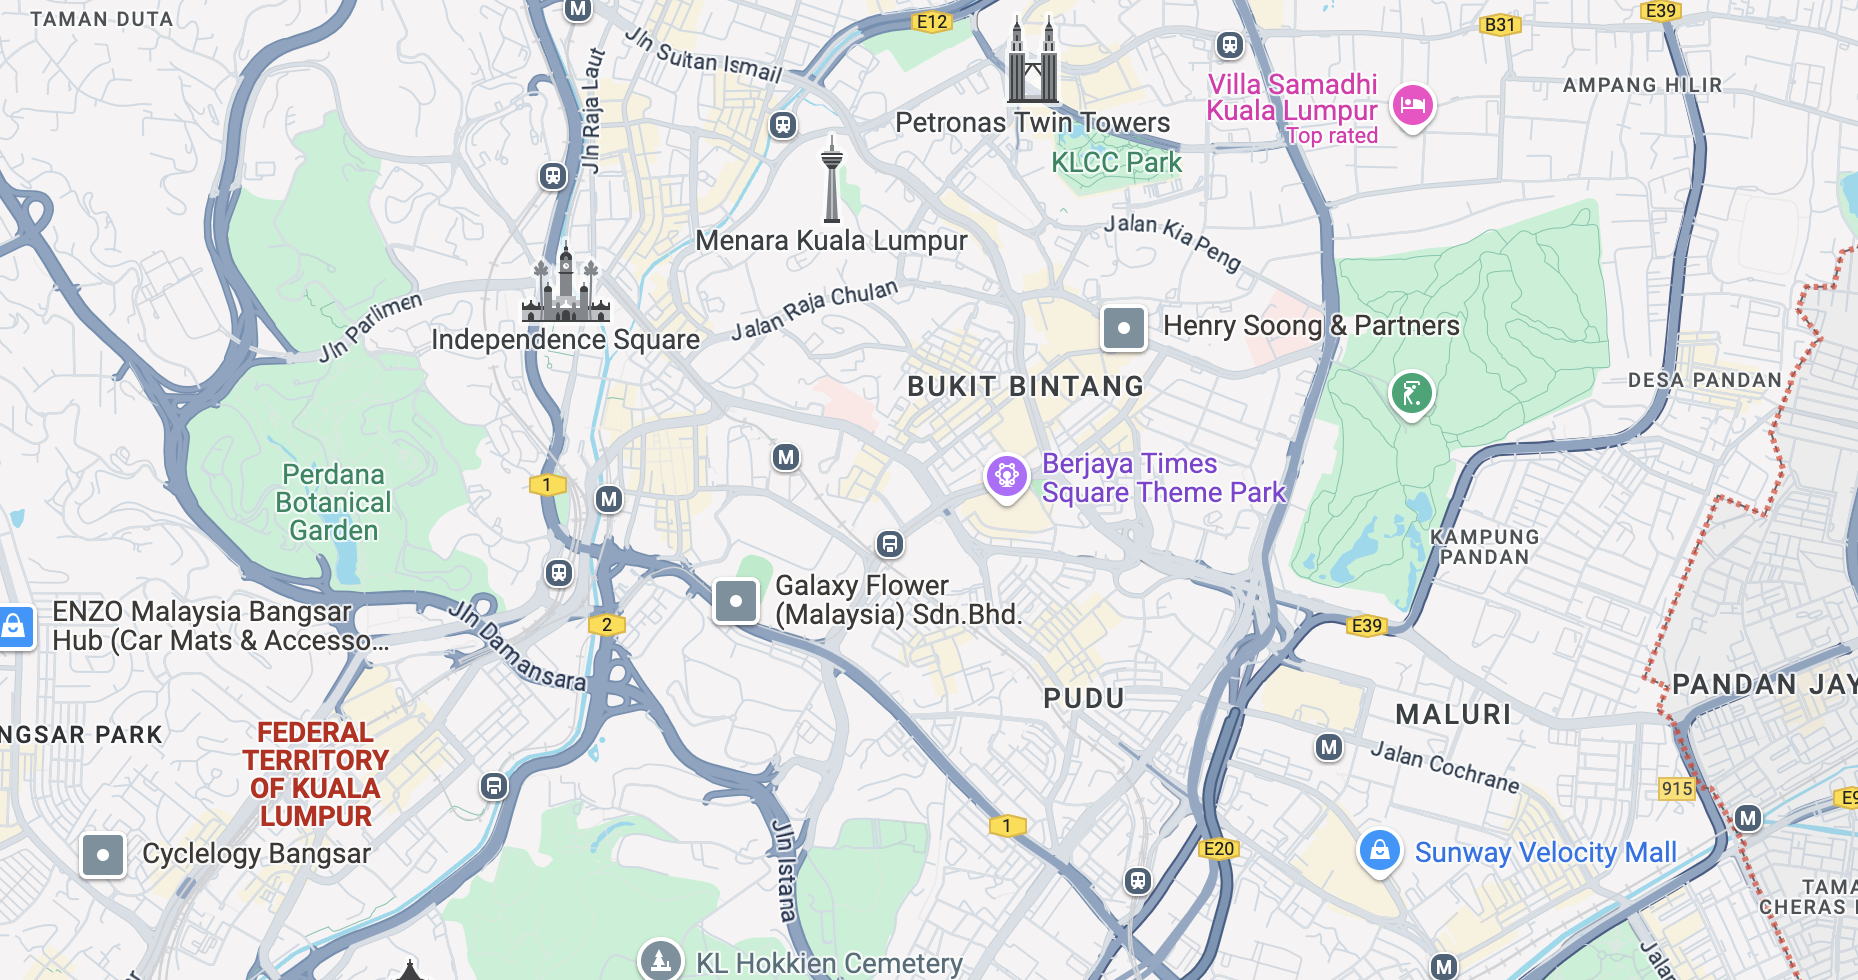 TAMAN DUTA
M
E12
E39
B31
Jln Sultan Ismail
Jln Raja Laut
Villa Samadhi
Kuala Lumpur
Top rated
AMPANG HILIR
Petronas Twin Towers
KLCC Park
Menara Kuala Lumpur
Jalan Kia Peng
Jln Parlimen
Jalan Raja Chulan
Independence Square
Henry Soong & Partners
BUKIT BINTANG
DESA PANDAN
M
Berjaya Times
Square Theme Park
Perdana
Botanical
Garden
1
M
KAMPUNG
PANDAN
Galaxy Flower
(Malaysia) Sdn.Bhd.
ENZO Malaysia Bangsar
Hub (Car Mats & Accesso...
Jln Damansara
2
E39
PUDU
MALURI
PANDAN JAY
NGSAR PARK
FEDERAL
TERRITORY
OF KUALA
LUMPUR
M
Jalan Cochrane
915
E9
M
1
Cyclelogy Bangsar
Jln Istana
E20
Sunway Velocity Mall
TAMA
CHERAS
KL Hokkien Cemetery
M
Jalan